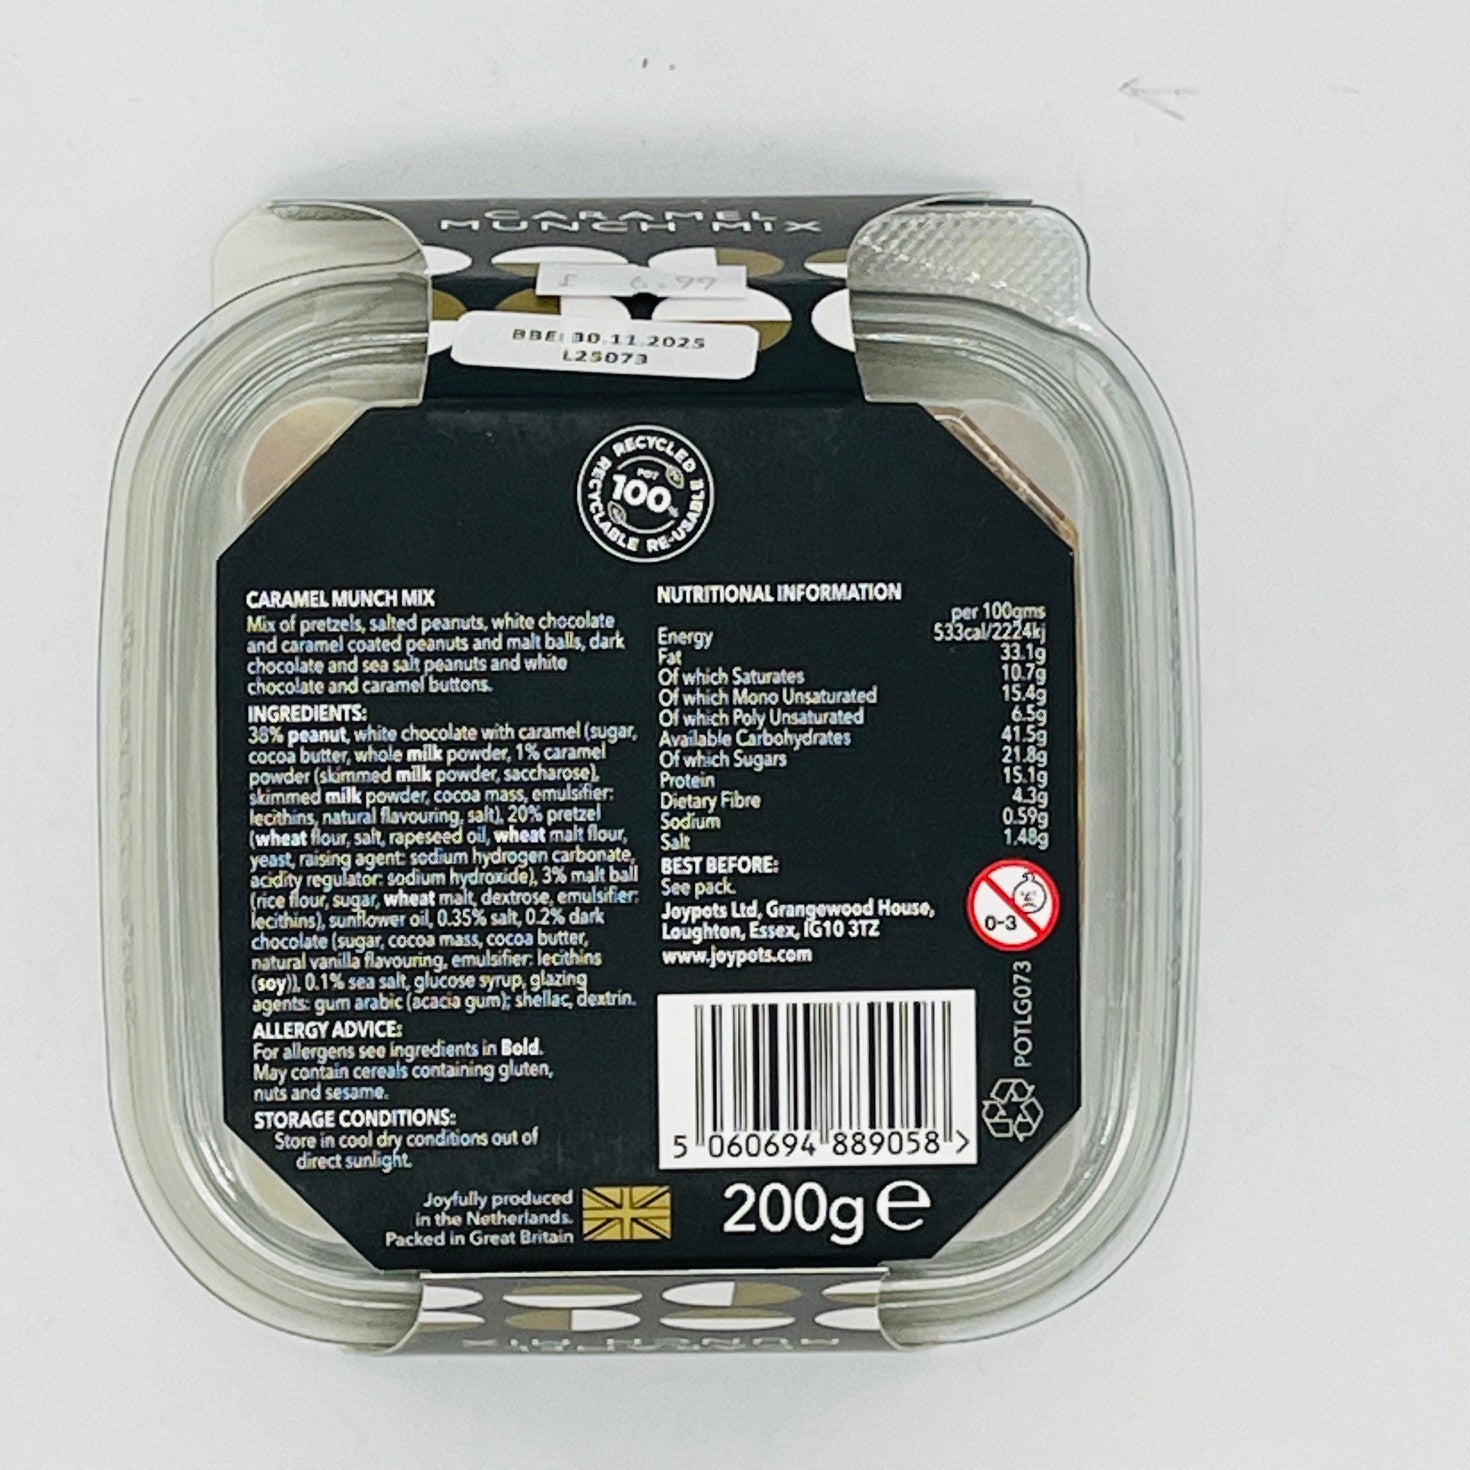 CARAMEL
MUNCH MIX
£ 6.99
BBE: 30.11.2025
L25073
RECYCLED RE-USABLE RECYCLABLE
POT
100%
CARAMEL MUNCH MIX
Mix of pretzels, salted peanuts, white chocolate
and caramel coated peanuts and malt balls, dark
chocolate and sea salt peanuts and white
chocolate and caramel buttons.
INGREDIENTS:
38% peanut, white chocolate with caramel (sugar,
cocoa butter, whole milk powder, 1% caramel
powder (skimmed milk powder, saccharose),
skimmed milk powder, cocoa mass, emulsifier:
lecithins, natural flavouring, salt), 20% pretzel
(wheat flour, salt, rapeseed oil, wheat malt flour,
yeast, raising agent: sodium hydrogen carbonate,
acidity regulator: sodium hydroxide), 3% malt ball
(rice flour, sugar, wheat malt, dextrose, emulsifier:
lecithins), sunflower oil, 0.35% salt, 0.2% dark
chocolate (sugar, cocoa mass, cocoa butter,
natural vanilla flavouring, emulsifier: lecithins
(soy)), 0.1% sea salt, glucose syrup, glazing
agents: gum arabic (acacia gum); shellac, dextrin.
ALLERGY ADVICE:
For allergens see ingredients in Bold.
May contain cereals containing gluten,
nuts and sesame.
STORAGE CONDITIONS:
Store in cool dry conditions out of
direct sunlight.
Joyfully produced
in the Netherlands.
Packed in Great Britain
NUTRITIONAL INFORMATION
per 100gms
Energy 533cal/2224kj
Fat 33.1g
Of which Saturates 10.7g
Of which Mono Unsaturated 15.4g
Of which Poly Unsaturated 6.5g
Available Carbohydrates 41.5g
Of which Sugars 21.8g
Protein 15.1g
Dietary Fibre 4.3g
Sodium 0.59g
Salt 1.48g
BEST BEFORE:
See pack.
Joypots Ltd, Grangewood House,
Loughton, Essex, IG10 3TZ
www.joypots.com
0-3
POTLG073
5 060694 889058 >
200g e
CARAMEL
MUNCH MIX